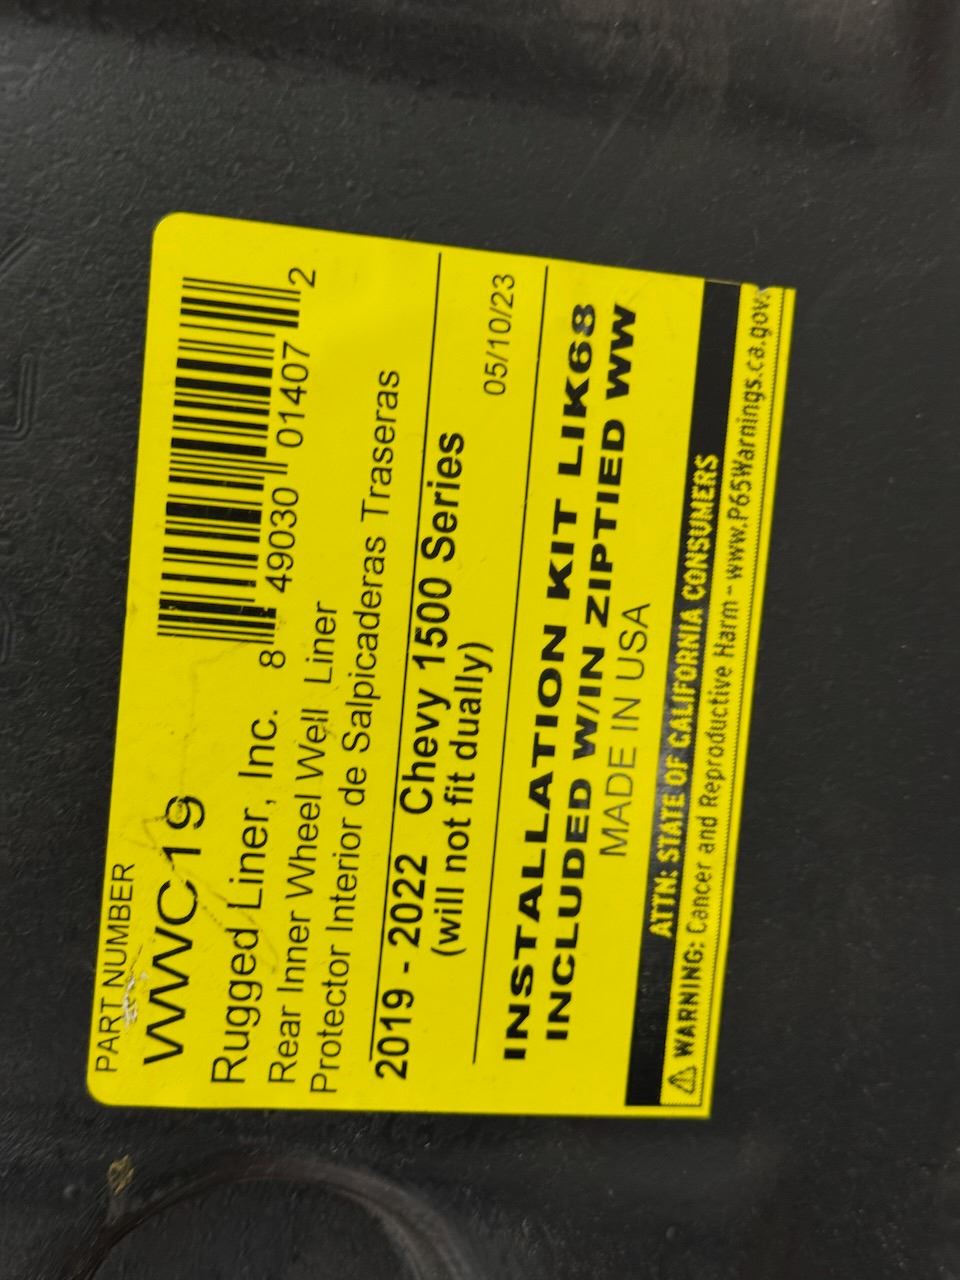 PART NUMBER
WWC19
8 49030 01407 2
Rugged Liner, Inc.
Rear Inner Wheel Well Liner
Protector Interior de Salpicaderas Traseras
2019 - 2022 Chevy 1500 Series
(will not fit dually)
05/10/23
INSTALLATION KIT LIK68
INCLUDED W/IN ZIPTIED WW
MADE IN USA
ATTN: STATE OF CALIFORNIA CONSUMERS
⚠ WARNING: Cancer and Reproductive Harm - www.P65Warnings.ca.gov.